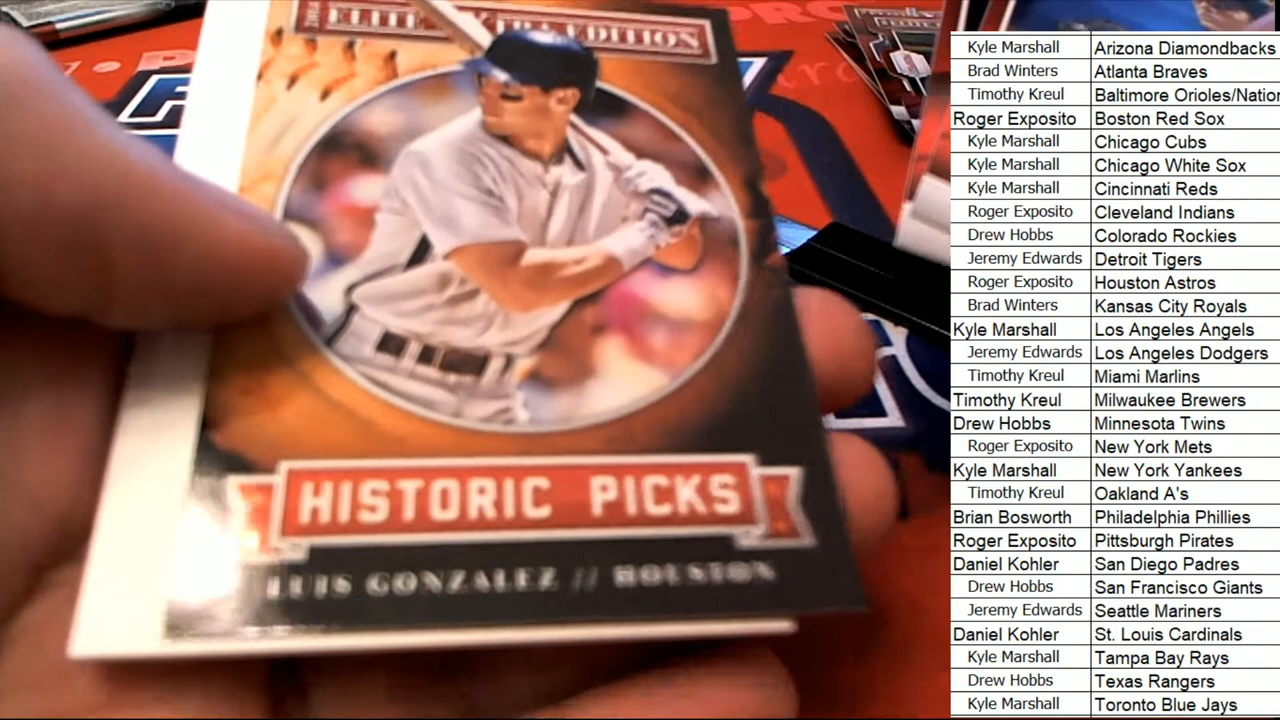 2014 ELITE EXTRA EDITION
HISTORIC PICKS
LUIS GONZALEZ // HOUSTON
Kyle Marshall Arizona Diamondbacks
Brad Winters Atlanta Braves
Timothy Kreul Baltimore Orioles/Nation
Roger Exposito Boston Red Sox
Kyle Marshall Chicago Cubs
Kyle Marshall Chicago White Sox
Kyle Marshall Cincinnati Reds
Roger Exposito Cleveland Indians
Drew Hobbs Colorado Rockies
Jeremy Edwards Detroit Tigers
Roger Exposito Houston Astros
Brad Winters Kansas City Royals
Kyle Marshall Los Angeles Angels
Jeremy Edwards Los Angeles Dodgers
Timothy Kreul Miami Marlins
Timothy Kreul Milwaukee Brewers
Drew Hobbs Minnesota Twins
Roger Exposito New York Mets
Kyle Marshall New York Yankees
Timothy Kreul Oakland A's
Brian Bosworth Philadelphia Phillies
Roger Exposito Pittsburgh Pirates
Daniel Kohler San Diego Padres
Drew Hobbs San Francisco Giants
Jeremy Edwards Seattle Mariners
Daniel Kohler St. Louis Cardinals
Kyle Marshall Tampa Bay Rays
Drew Hobbs Texas Rangers
Kyle Marshall Toronto Blue Jays